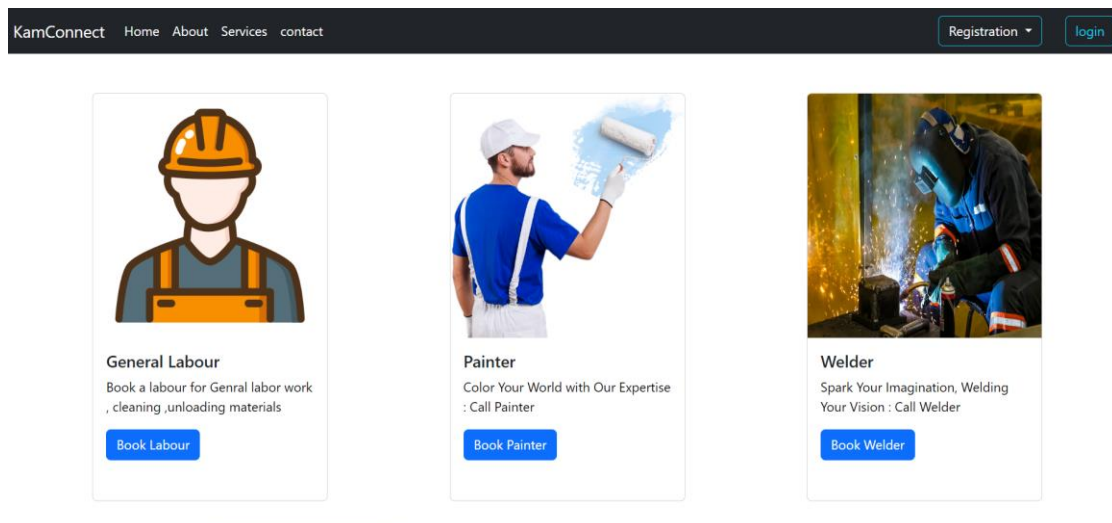 KamConnect Home About Services contact Registration login
General Labour
Book a labour for Genral labor work
, cleaning ,unloading materials
Book Labour
Painter
Color Your World with Our Expertise
: Call Painter
Book Painter
Welder
Spark Your Imagination, Welding
Your Vision : Call Welder
Book Welder